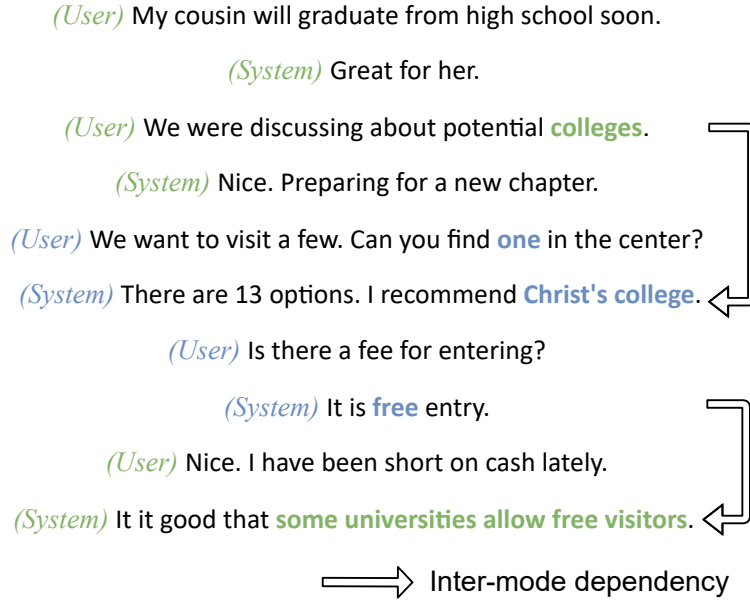 (User) My cousin will graduate from high school soon.
(System) Great for her.
(User) We were discussing about potential colleges.
(System) Nice. Preparing for a new chapter.
(User) We want to visit a few. Can you find one in the center?
(System) There are 13 options. I recommend Christ's college.
(User) Is there a fee for entering?
(System) It is free entry.
(User) Nice. I have been short on cash lately.
(System) It it good that some universities allow free visitors.
Inter-mode dependency